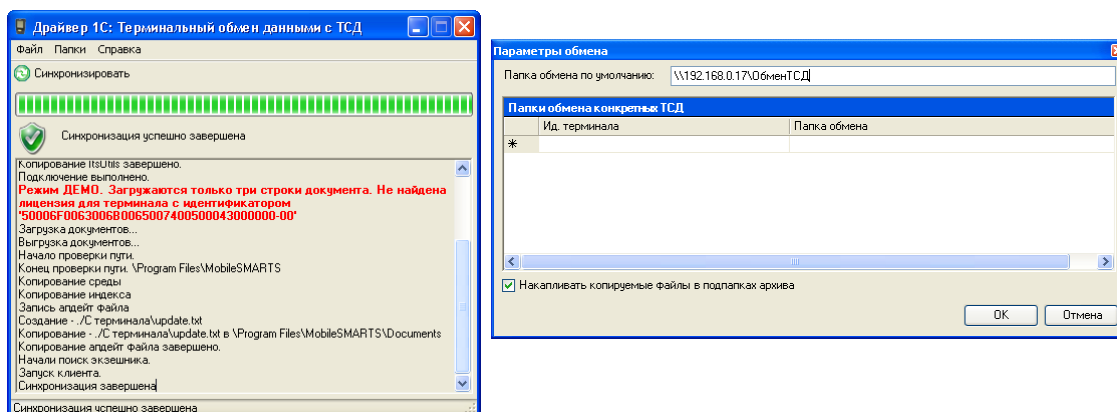 Драйвер 1С: Терминальный обмен данными с ТСД
Файл Папки Справка
Синхронизировать
Синхронизация успешно завершена
Копирование ItsUtils завершено.
Подключение выполнено.
Режим ДЕМО. Загружаются только три строки документа. Не найдена
лицензия для терминала с идентификатором
'50006F0063006B0065007400500043000000-00'
Загрузка документов...
Выгрузка документов...
Начало проверки пути.
Конец проверки пути. \Program Files\MobileSMARTS
Копирование среды
Копирование индекса
Запись апдейт файла
Создание - ./С терминала\update.txt
Копирование - ./С терминала\update.txt в \Program Files\MobileSMARTS\Documents
Копирование апдейт файла завершено.
Начали поиск экзешника.
Запуск клиента.
Синхронизация завершена
Синхронизация успешно завершена
Параметры обмена
Папка обмена по умолчанию: \\192.168.0.17\ОбменТСД
Папки обмена конкретных ТСД
Ид. терминала Папка обмена
Накапливать копируемые файлы в подпапках архива
ОК Отмена